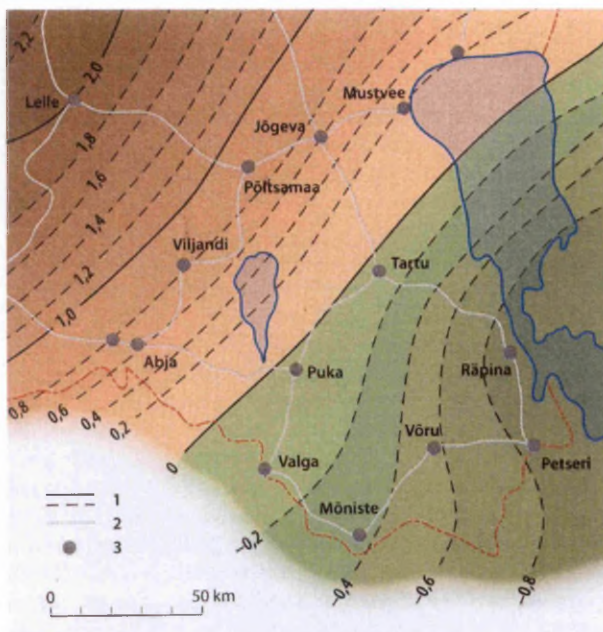 2,2
2,0
Lelle
1,8
1,6
1,4
1,2
1,0
Mustvee
Jõgeva
Põltsamaa
Viljandi
Tartu
Abja
Puka
Räpina
0,8
0,6
0,4
0,2
0
Valga
Võru
Petseri
Mõniste
-0,2
-0,4
-0,6
-0,8
1
2
3
0 50 km